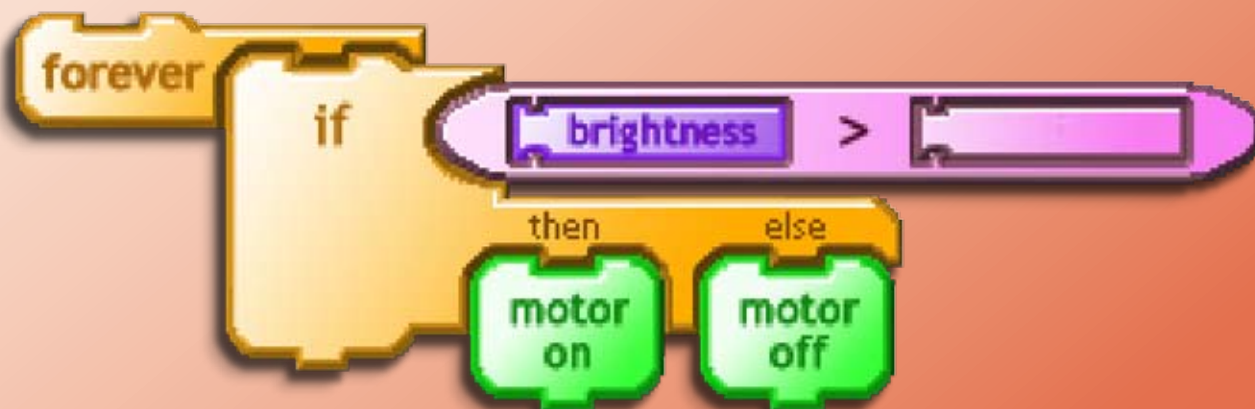 forever
if
brightness >
then else
motor motor
on off